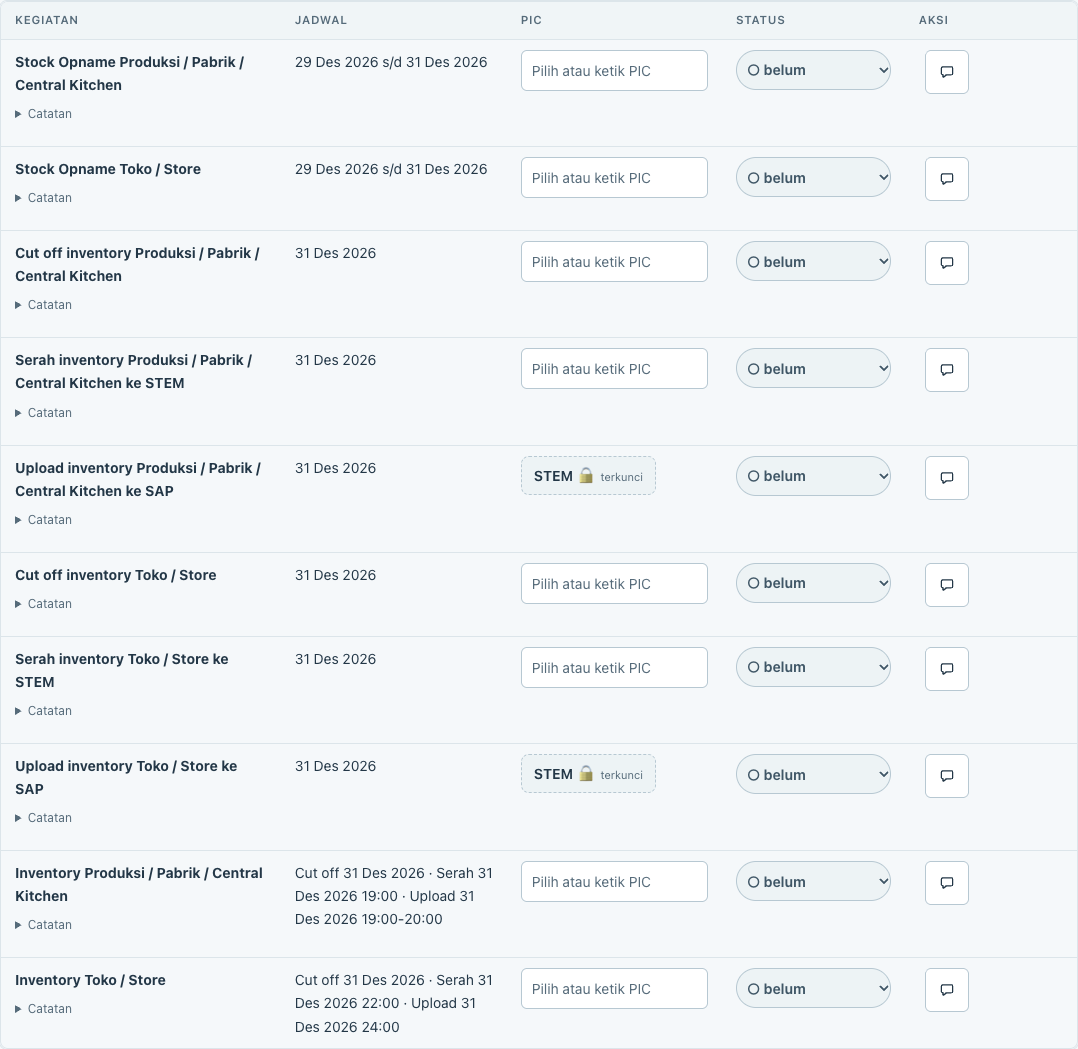 KEGIATAN JADWAL PIC STATUS AKSI
Stock Opname Produksi / Pabrik / 29 Des 2026 s/d 31 Des 2026 Pilih atau ketik PIC O belum
Central Kitchen
Catatan
Stock Opname Toko / Store 29 Des 2026 s/d 31 Des 2026 Pilih atau ketik PIC O belum
Catatan
Cut off inventory Produksi / Pabrik / 31 Des 2026 Pilih atau ketik PIC O belum
Central Kitchen
Catatan
Serah inventory Produksi / Pabrik / 31 Des 2026 Pilih atau ketik PIC O belum
Central Kitchen ke STEM
Catatan
Upload inventory Produksi / Pabrik / 31 Des 2026 STEM 🔒 terkunci O belum
Central Kitchen ke SAP
Catatan
Cut off inventory Toko / Store 31 Des 2026 Pilih atau ketik PIC O belum
Catatan
Serah inventory Toko / Store ke 31 Des 2026 Pilih atau ketik PIC O belum
STEM
Catatan
Upload inventory Toko / Store ke 31 Des 2026 STEM 🔒 terkunci O belum
SAP
Catatan
Inventory Produksi / Pabrik / Central Cut off 31 Des 2026 · Serah 31 Pilih atau ketik PIC O belum
Kitchen Des 2026 19:00 · Upload 31
Catatan Des 2026 19:00-20:00
Inventory Toko / Store Cut off 31 Des 2026 · Serah 31 Pilih atau ketik PIC O belum
Catatan Des 2026 22:00 · Upload 31
Des 2026 24:00